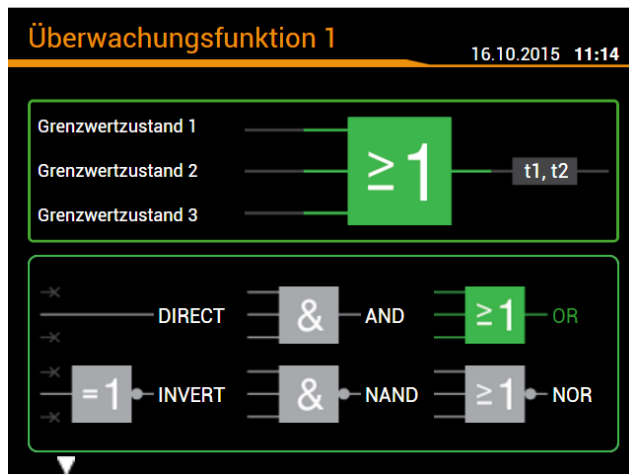 Überwachungsfunktion 1
16.10.2015 11:14
Grenzwertzustand 1
Grenzwertzustand 2
Grenzwertzustand 3
≥1
t1, t2
DIRECT
& AND
≥1 OR
=1 INVERT
& NAND
≥1 NOR